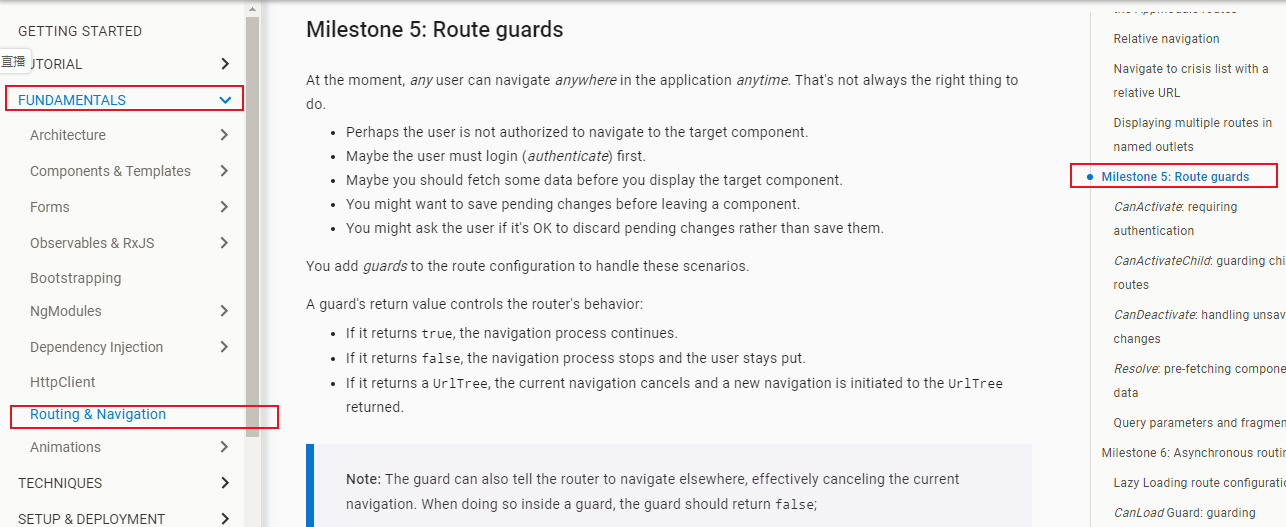 GETTING STARTED
直播
UTORIAL
FUNDAMENTALS
Architecture
Components & Templates
Forms
Observables & RxJS
Bootstrapping
NgModules
Dependency Injection
HttpClient
Routing & Navigation
Animations
TECHNIQUES
SETUP & DEPLOYMENT
Milestone 5: Route guards
At the moment, any user can navigate anywhere in the application anytime. That's not always the right thing to
do.
• Perhaps the user is not authorized to navigate to the target component.
• Maybe the user must login (authenticate) first.
• Maybe you should fetch some data before you display the target component.
• You might want to save pending changes before leaving a component.
• You might ask the user if it's OK to discard pending changes rather than save them.
You add guards to the route configuration to handle these scenarios.
A guard's return value controls the router's behavior:
• If it returns true, the navigation process continues.
• If it returns false, the navigation process stops and the user stays put.
• If it returns a UrlTree, the current navigation cancels and a new navigation is initiated to the UrlTree
returned.
Note: The guard can also tell the router to navigate elsewhere, effectively canceling the current
navigation. When doing so inside a guard, the guard should return false;
the AppModule routes
Relative navigation
Navigate to crisis list with a
relative URL
Displaying multiple routes in
named outlets
Milestone 5: Route guards
CanActivate: requiring
authentication
CanActivateChild: guarding chi
routes
CanDeactivate: handling unsav
changes
Resolve: pre-fetching compone
data
Query parameters and fragmen
Milestone 6: Asynchronous routin
Lazy Loading route configuratio
CanLoad Guard: guarding